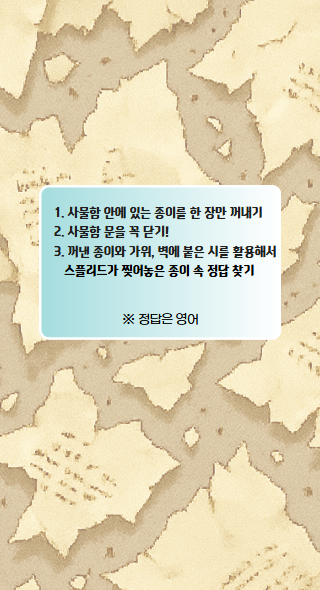 1. 사물함 안에 있는 종이를 한 장만 꺼내기
2. 사물함 문을 꼭 닫기!
3. 꺼낸 종이와 가위, 벽에 붙은 시를 활용해서
스플리드가 찢어놓은 종이 속 정답 찾기
※ 정답은 영어